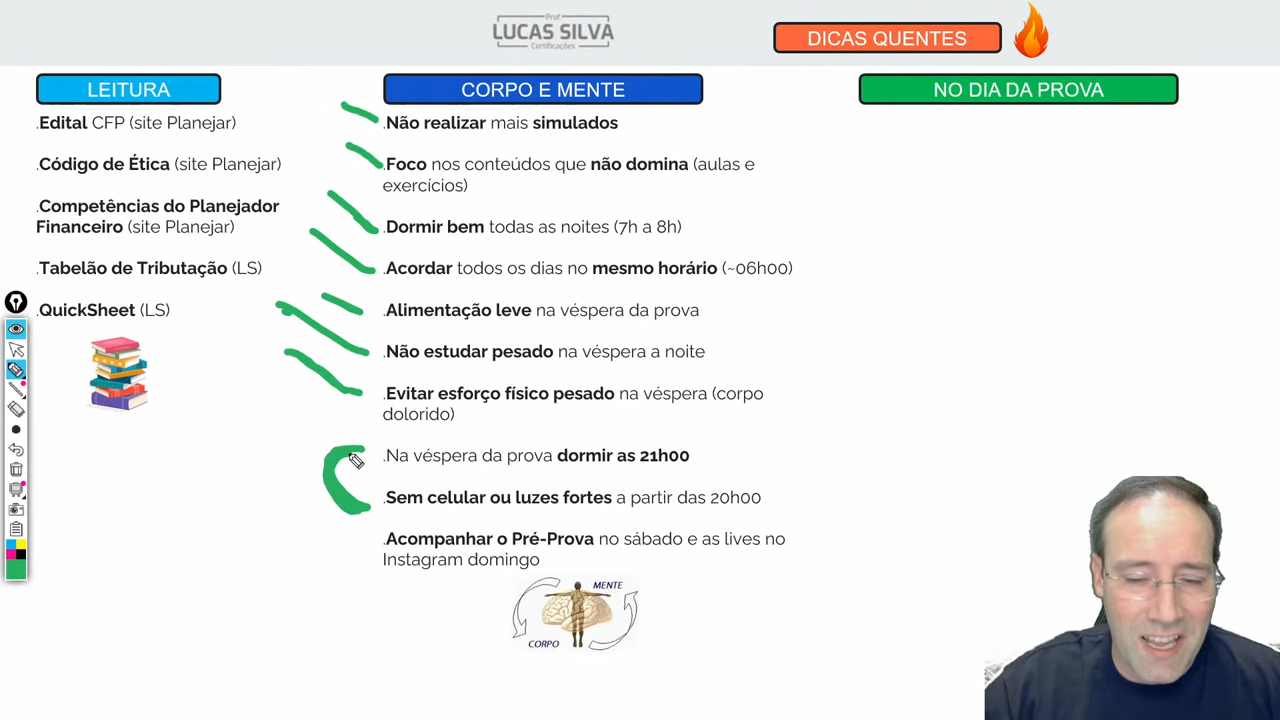 Prof.
LUCAS SILVA
Certificações
DICAS QUENTES
LEITURA
.Edital CFP (site Planejar)
.Código de Ética (site Planejar)
.Competências do Planejador
Financeiro (site Planejar)
.Tabelão de Tributação (LS)
.QuickSheet (LS)
CORPO E MENTE
.Não realizar mais simulados
.Foco nos conteúdos que não domina (aulas e
exercícios)
.Dormir bem todas as noites (7h a 8h)
.Acordar todos os dias no mesmo horário (~06h00)
.Alimentação leve na véspera da prova
.Não estudar pesado na véspera a noite
.Evitar esforço físico pesado na véspera (corpo
dolorido)
.Na véspera da prova dormir as 21h00
.Sem celular ou luzes fortes a partir das 20h00
.Acompanhar o Pré-Prova no sábado e as lives no
Instagram domingo
MENTE
CORPO
NO DIA DA PROVA